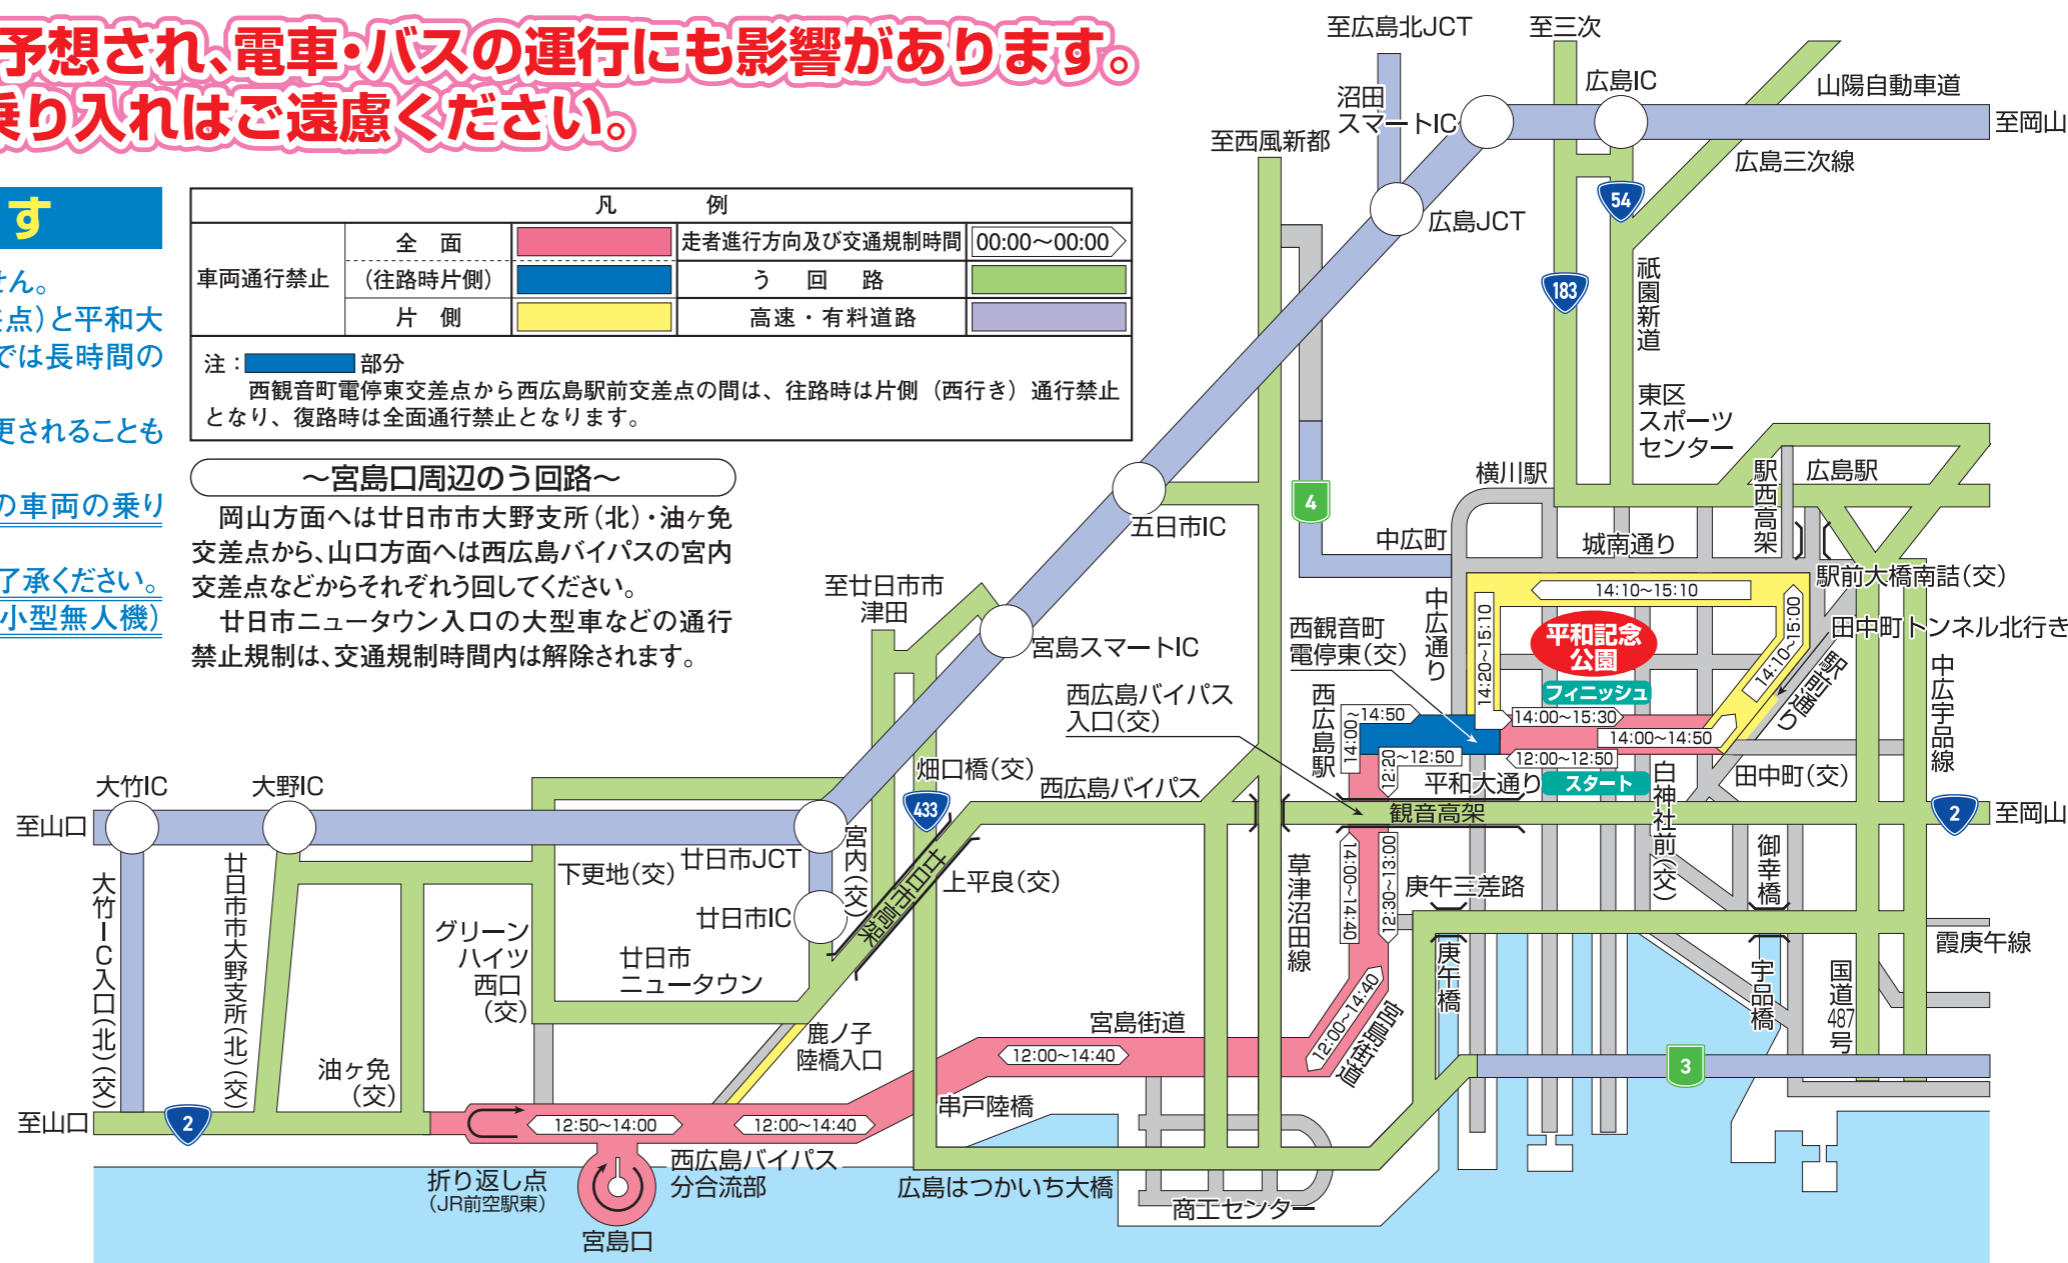 予想され、電車・バスの運行にも影響があります。
乗り入れはご遠慮ください。
す
せん。
差点）と平和大
では長時間の
更されることも
の車両の乗り
了承ください。
小型無人機）
凡　例
車両通行禁止
全　面
走者進行方向及び交通規制時間
00:00～00:00
（往路時片側）
う　回　路
片　側
高速・有料道路
注：　部分
西観音町電停東交差点から西広島駅前交差点の間は、往路時は片側（西行き）通行禁止
となり、復路時は全面通行禁止となります。
～宮島口周辺のう回路～
岡山方面へは廿日市市大野支所（北）・油ヶ免
交差点から、山口方面へは西広島バイパスの宮内
交差点などからそれぞれう回してください。
廿日市ニュータウン入口の大型車などの通行
禁止規制は、交通規制時間内は解除されます。
至広島北JCT
至三次
広島IC
山陽自動車道
沼田
スマートIC
至岡山
至西風新都
広島三次線
54
広島JCT
183
祇園新道
東区
スポーツ
センター
横川駅
駅西高架
広島駅
4
五日市IC
中広町
城南通り
駅前大橋南詰(交)
至廿日市市
津田
中広通り
14:10～15:10
14:20～15:10
平和記念
公園
14:10～15:00
田中町トンネル北行き
西観音町
電停東(交)
宮島スマートIC
駅前通り
中広宇品線
フィニッシュ
西広島バイパス
入口(交)
西広島駅
14:00～14:50
14:00～15:30
14:00～14:50
12:20～12:50
12:00～12:50
平和大通り
スタート
白神社前(交)
田中町(交)
大竹IC
大野IC
畑口橋(交)
西広島バイパス
433
観音高架
2
至岡山
至山口
宮内(交)
廿日市JCT
下更地(交)
廿日市高架
上平良(交)
草津沼田線
14:00～14:40
12:30～13:00
庚午三差路
御幸橋
大竹IC入口(北)(交)
廿日市市大野支所(北)(交)
廿日市IC
グリーン
ハイツ
西口
(交)
廿日市
ニュータウン
霞庚午線
庚午橋
宇品橋
国道487号
12:00～14:40
宮島街道
宮島街道
12:00～14:40
鹿ノ子
陸橋入口
油ヶ免
(交)
3
串戸陸橋
至山口
2
12:50～14:00
12:00～14:40
折り返し点
(JR前空駅東)
西広島バイパス
分合流部
広島はつかいち大橋
商工センター
宮島口